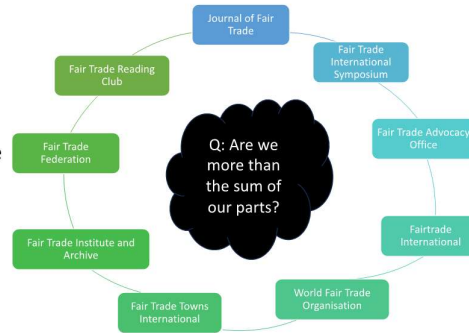 Journal of Fair
Trade
Fair Trade
International
Symposium
Fair Trade Advocacy
Office
Fairtrade
International
World Fair Trade
Organisation
Fair Trade Towns
International
Fair Trade Institute and
Archive
Fair Trade
Federation
Fair Trade Reading
Club
Q: Are we
more than
the sum of
our parts?